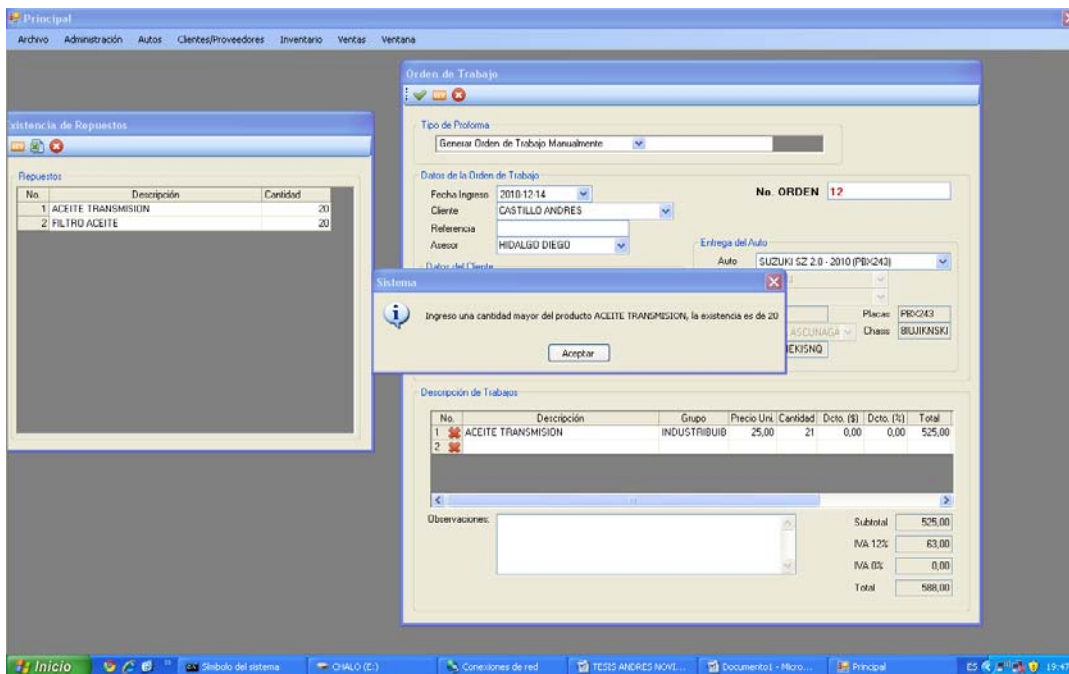 Principal
Archivo Administración Autos Clientes/Proveedores Inventario Ventas Ventana
Existencia de Repuestos
Repuestos
No. Descripción Cantidad
1 ACEITE TRANSMISION 20
2 FILTRO ACEITE 20
Orden de Trabajo
Tipo de Proforma
Generar Orden de Trabajo Manualmente
Datos de la Orden de Trabajo
Fecha Ingreso 2010-12-14
No. ORDEN 12
Cliente CASTILLO ANDRES
Referencia
Asesor HIDALGO DIEGO
Entrega del Auto
Auto SUZUKI SZ 2.0 - 2010 (PBX243)
Datos del Cliente
Placas PBX243
Chasis
Sistema
Ingreso una cantidad mayor del producto ACEITE TRANSMISION, la existencia es de 20
Aceptar
Descripción de Trabajos
No. Descripción Grupo Precio Uni. Cantidad Dcto. ($) Dcto. (%) Total
1 ACEITE TRANSMISION INDUSTRIBUIB 25,00 21 0,00 0,00 525,00
2
Observaciones:
Subtotal 525,00
IVA 12% 63,00
IVA 0% 0,00
Total 588,00
Inicio
Símbolo del sistema
CHALO (E:)
Conexiones de red
TESIS ANDRES NOVI...
Documento1 - Micro...
Principal
ES
19:47